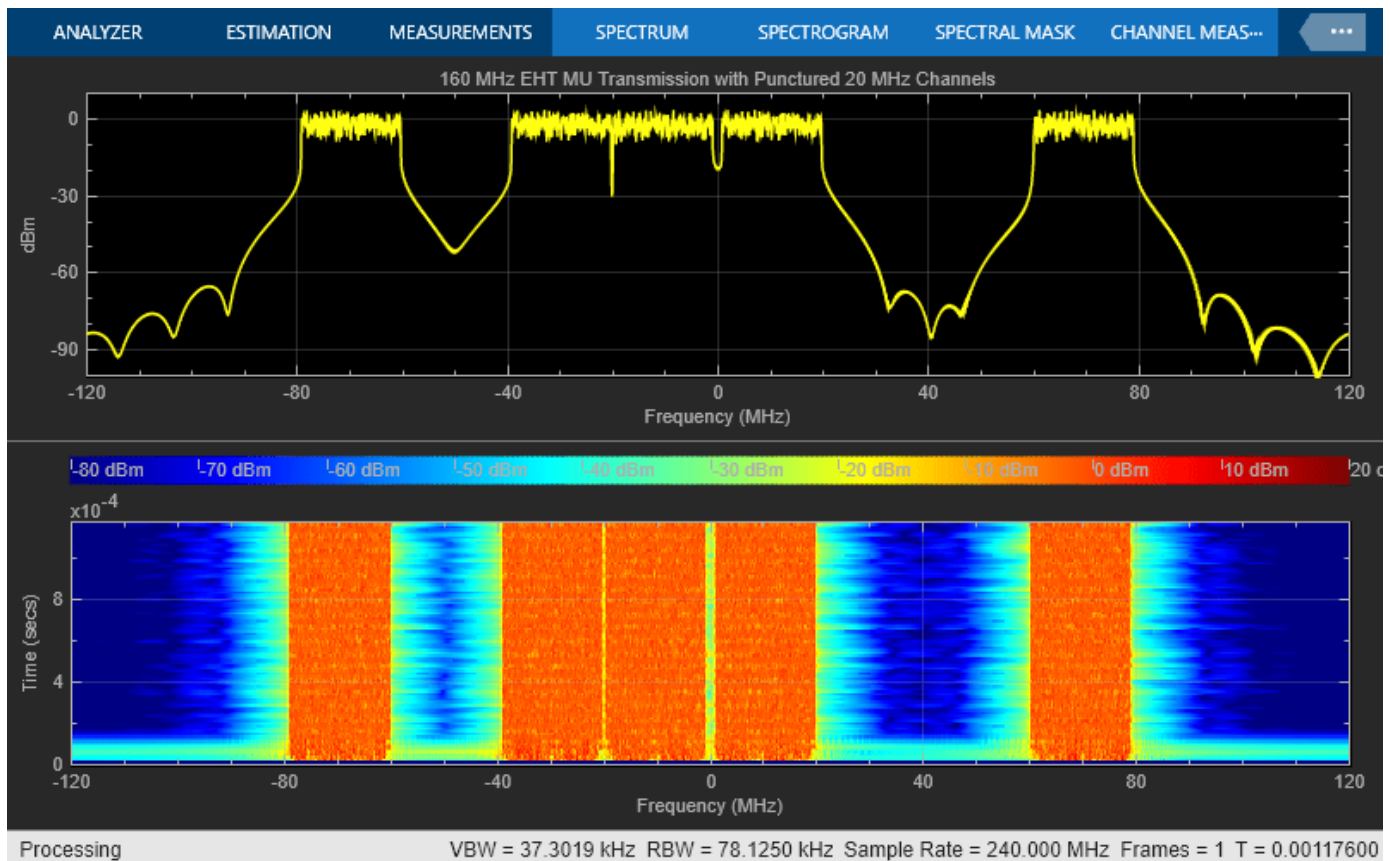 ANALYZER ESTIMATION MEASUREMENTS SPECTRUM SPECTROGRAM SPECTRAL MASK CHANNEL MEAS... ...
160 MHz EHT MU Transmission with Punctured 20 MHz Channels
0
-30
dBm
-60
-90
-120 -80 -40 0 40 80 120
Frequency (MHz)
-80 dBm -70 dBm -60 dBm -50 dBm -40 dBm -30 dBm -20 dBm -10 dBm 0 dBm 10 dBm 20 d
x10-4
8
Time (secs)
4
0
-120 -80 -40 0 40 80 120
Frequency (MHz)
Processing VBW = 37.3019 kHz RBW = 78.1250 kHz Sample Rate = 240.000 MHz Frames = 1 T = 0.00117600